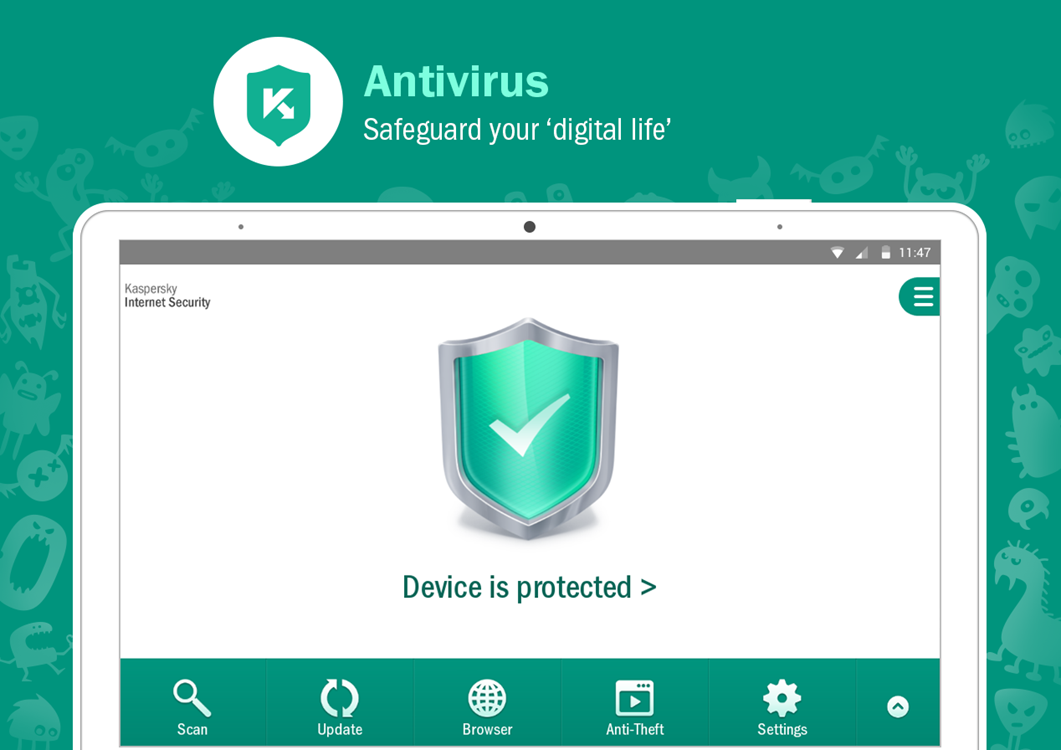 Antivirus
Safeguard your ‘digital life’
11:47
Kaspersky
Internet Security
Device is protected >
Scan
Update
Browser
Anti-Theft
Settings